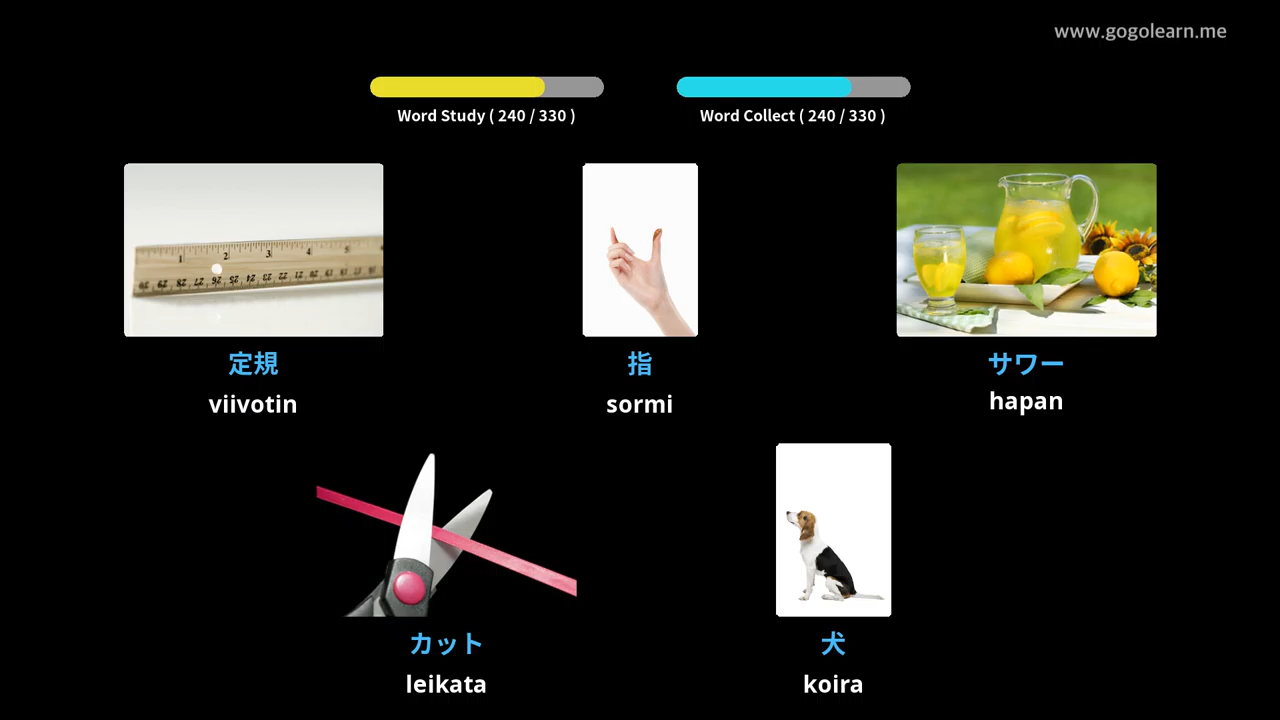 www.gogolearn.me
Word Study ( 240 / 330 )
Word Collect ( 240 / 330 )
定規
viivotin
指
sormi
サワー
hapan
カット
leikata
犬
koira